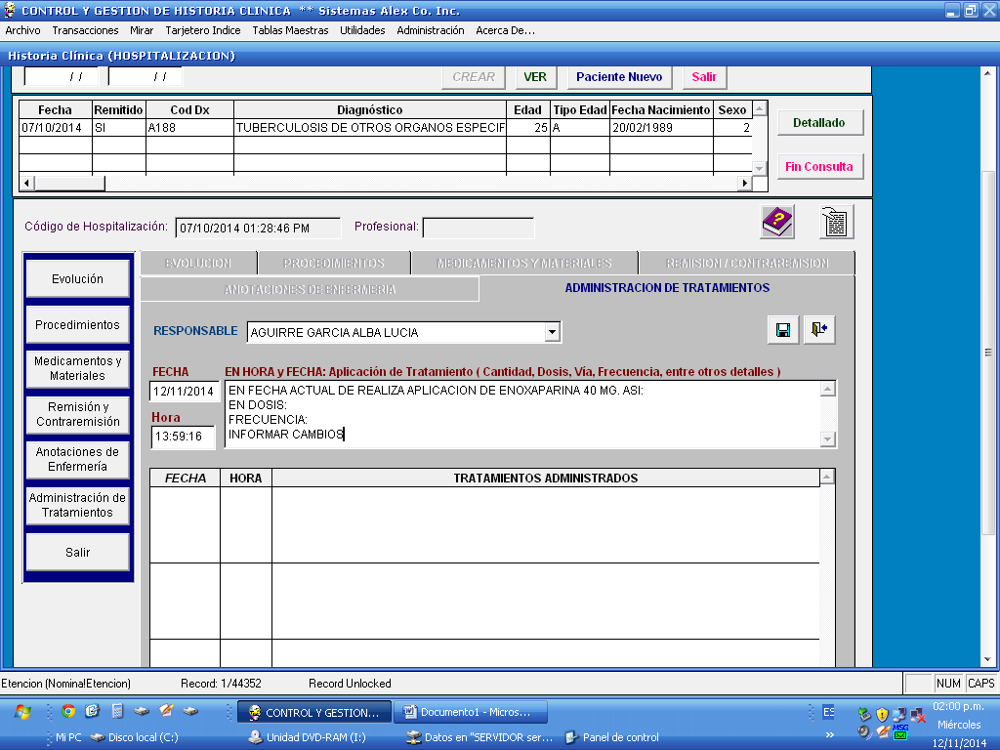 CONTROL Y GESTION DE HISTORIA CLINICA ** Sistemas Alex Co. Inc.
Archivo Transacciones Mirar Tarjetero Indice Tablas Maestras Utilidades Administración Acerca De...
Historia Clínica (HOSPITALIZACION)
/ / / / CREAR VER Paciente Nuevo Salir
Fecha Remitido Cod Dx Diagnóstico Edad Tipo Edad Fecha Nacimiento Sexo
07/10/2014 SI A188 TUBERCULOSIS DE OTROS ORGANOS ESPECIF 25 A 20/02/1989 2
Detallado
Fin Consulta
Código de Hospitalización: 07/10/2014 01:28:46 PM Profesional:
Evolución
Procedimientos
Medicamentos y
Materiales
Remisión y
Contraremisión
Anotaciones de
Enfermería
Administración de
Tratamientos
Salir
EVOLUCION PROCEDIMIENTOS MEDICAMENTOS Y MATERIALES REMISION / CONTRAREMISION
ANOTACIONES DE ENFERMERIA ADMINISTRACION DE TRATAMIENTOS
RESPONSABLE AGUIRRE GARCIA ALBA LUCIA
FECHA EN HORA y FECHA: Aplicación de Tratamiento ( Cantidad, Dosis, Vía, Frecuencia, entre otros detalles )
12/11/2014
Hora
13:59:16
EN FECHA ACTUAL DE REALIZA APLICACION DE ENOXAPARINA 40 MG. ASI:
EN DOSIS:
FRECUENCIA:
INFORMAR CAMBIOS
FECHA HORA TRATAMIENTOS ADMINISTRADOS
Etencion (Nomina!Etencion) Record: 1/44352 Record Unlocked NUM CAPS
CONTROL Y GESTION... Documento1 - Micros... ES 02:00 p.m.
Mi PC Disco local (C:) Unidad DVD-RAM (I:) Datos en "SERVIDOR ser... Panel de control » MSG Miércoles
12/11/2014